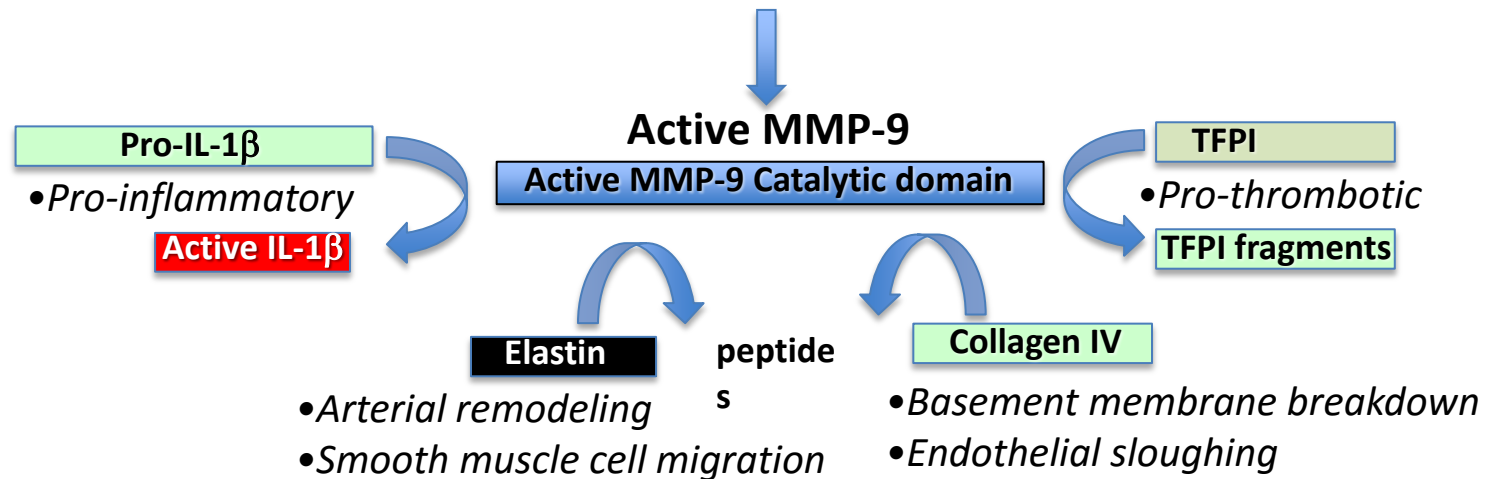 Active MMP-9
Active MMP-9 Catalytic domain
Pro-IL-1β
•Pro-inflammatory
Active IL-1β
TFPI
•Pro-thrombotic
TFPI fragments
Elastin
•Arterial remodeling
•Smooth muscle cell migration
peptide
s
Collagen IV
•Basement membrane breakdown
•Endothelial sloughing